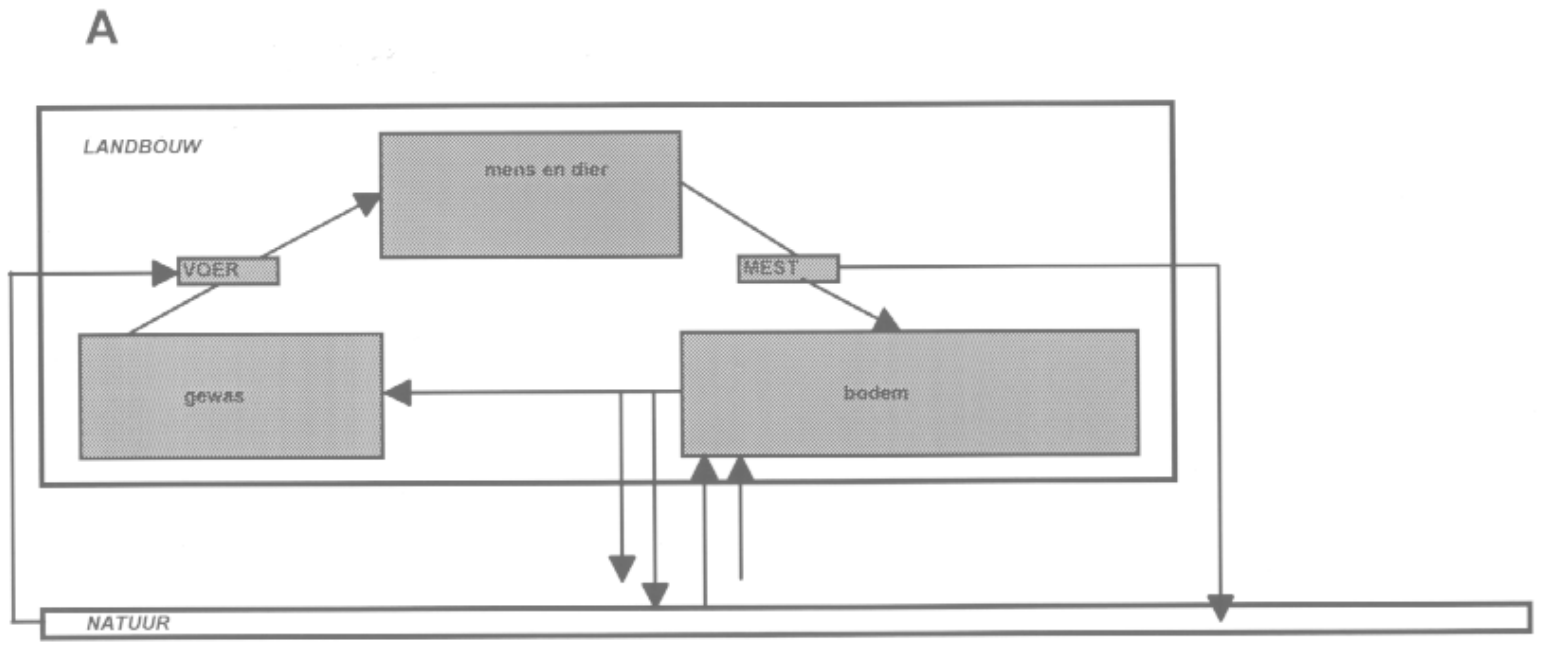 A
LANDBOUW
mens en dier
VOER
MEST
gewas
bodem
NATUUR